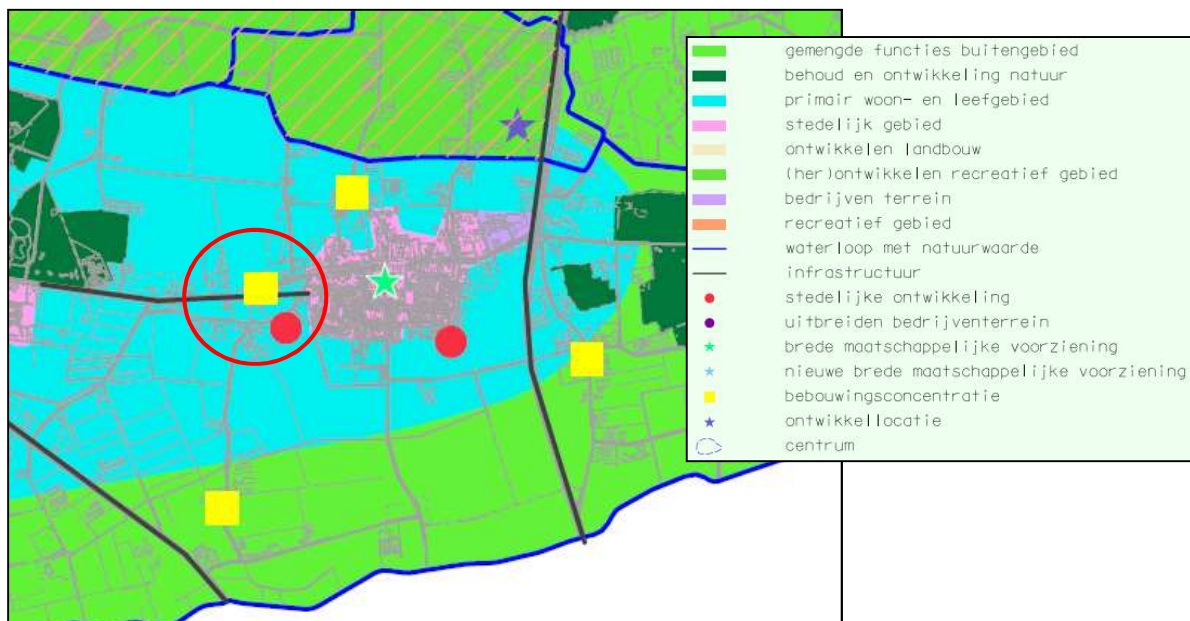 gemengde functies buitengebied
behoud en ontwikkeling natuur
primair woon- en leefgebied
stedelijk gebied
ontwikkelen landbouw
(her)ontwikkelen recreatief gebied
bedrijven terrein
recreatief gebied
waterloop met natuurwaarde
infrastructuur
stedelijke ontwikkeling
uitbreiden bedrijventerrein
brede maatschappelijke voorziening
nieuwe brede maatschappelijke voorziening
bebouwingsconcentratie
ontwikkellocatie
centrum